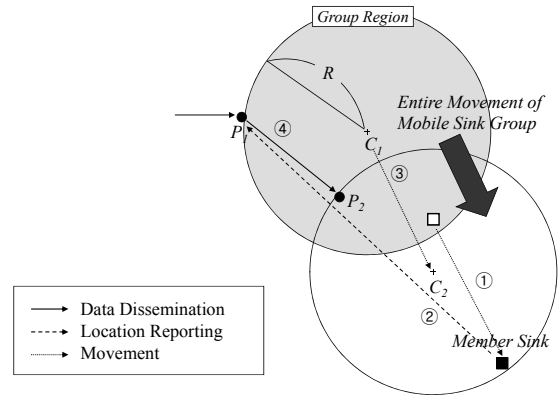 Group Region
R
Entire Movement of
Mobile Sink Group
P1
④
C1
③
P2
①
C2
②
Member Sink
Data Dissemination
Location Reporting
Movement